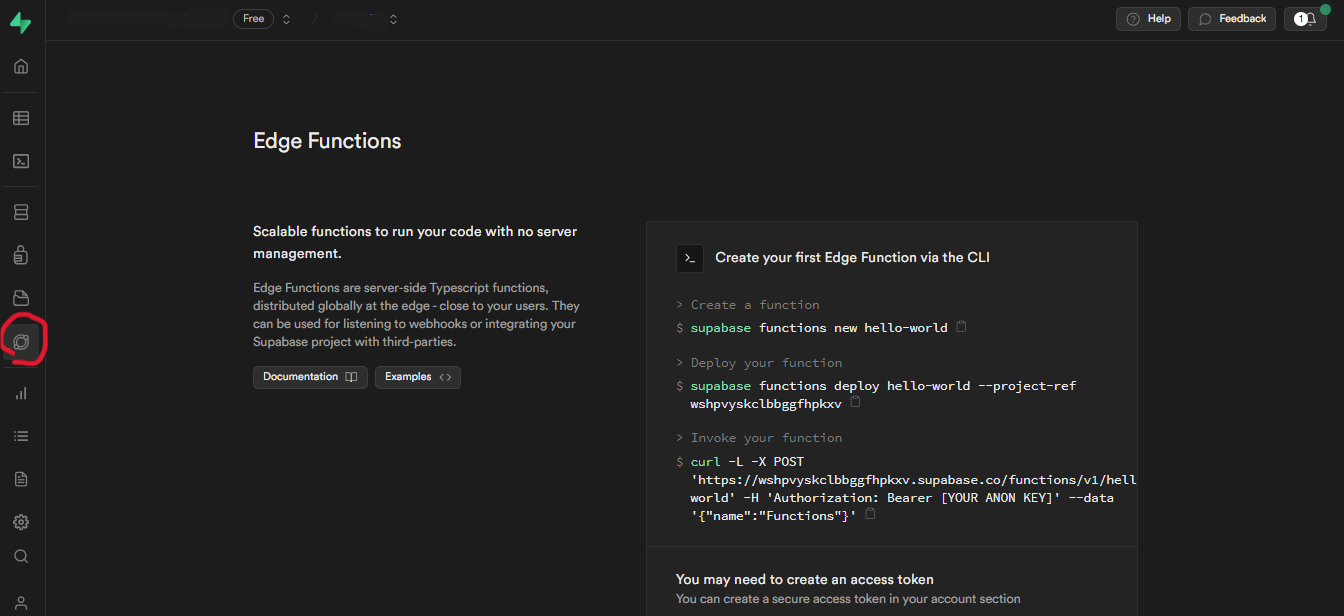 Free
/
Help
Feedback
1
Edge Functions
Scalable functions to run your code with no server
management.
Edge Functions are server-side Typescript functions,
distributed globally at the edge - close to your users. They
can be used for listening to webhooks or integrating your
Supabase project with third-parties.
Documentation
Examples
Create your first Edge Function via the CLI
> Create a function
$ supabase functions new hello-world
> Deploy your function
$ supabase functions deploy hello-world --project-ref
wshpvyskclbbggfhpkxv
> Invoke your function
$ curl -L -X POST
'https://wshpvyskclbbggfhpkxv.supabase.co/functions/v1/hell
world' -H 'Authorization: Bearer [YOUR ANON KEY]' --data
'{"name":"Functions"}'
You may need to create an access token
You can create a secure access token in your account section